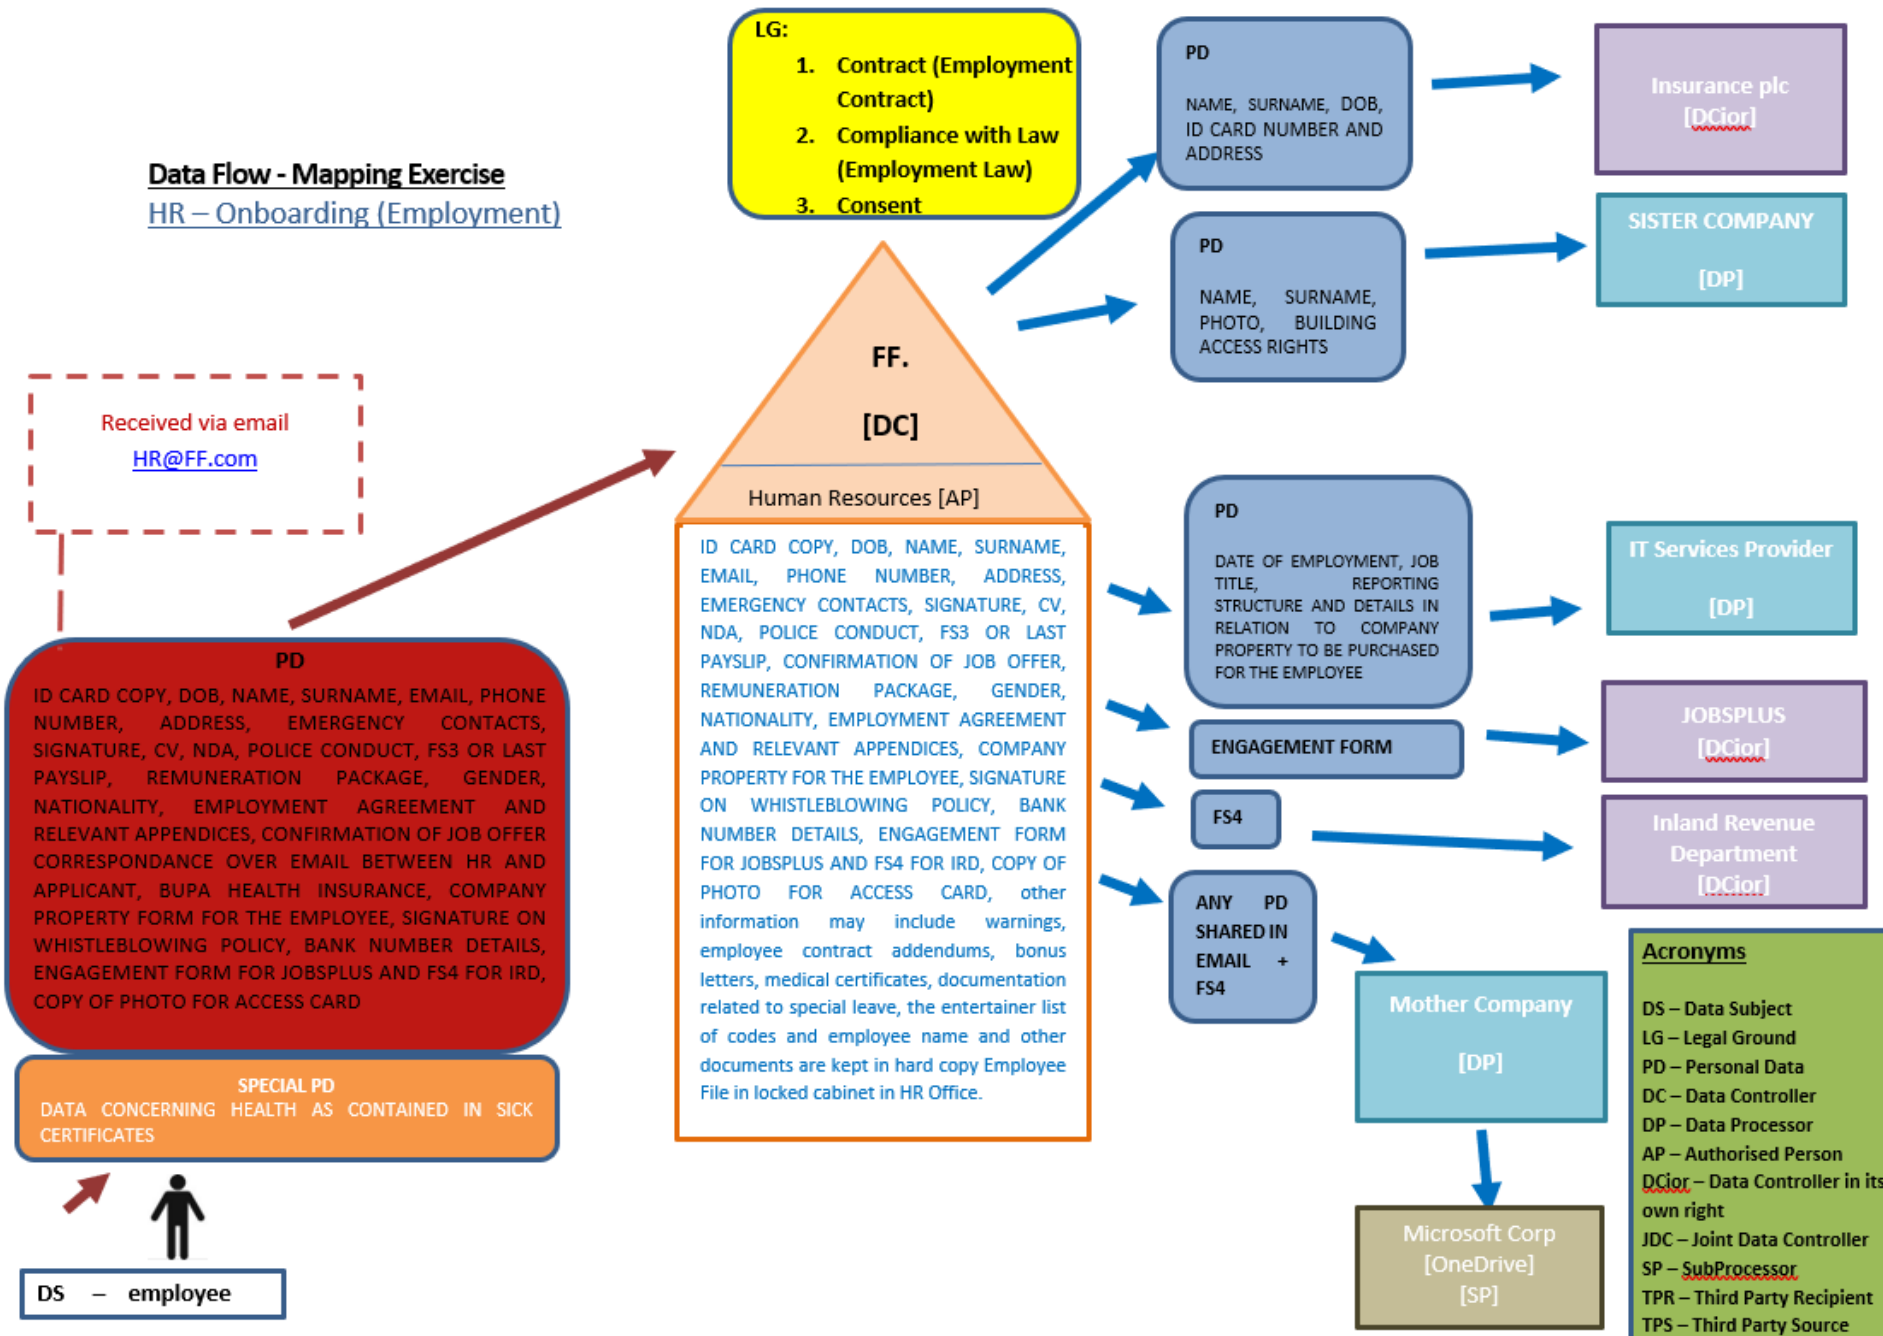 Data Flow - Mapping Exercise
HR – Onboarding (Employment)
LG:
1. Contract (Employment
Contract)
2. Compliance with Law
(Employment Law)
3. Consent
PD
NAME, SURNAME, DOB,
ID CARD NUMBER AND
ADDRESS
Insurance plc
[DCior]
PD
NAME, SURNAME,
PHOTO, BUILDING
ACCESS RIGHTS
SISTER COMPANY
[DP]
Received via email
HR@FF.com
FF.
[DC]
Human Resources [AP]
ID CARD COPY, DOB, NAME, SURNAME,
EMAIL, PHONE NUMBER, ADDRESS,
EMERGENCY CONTACTS, SIGNATURE, CV,
NDA, POLICE CONDUCT, FS3 OR LAST
PAYSLIP, CONFIRMATION OF JOB OFFER,
REMUNERATION PACKAGE, GENDER,
NATIONALITY, EMPLOYMENT AGREEMENT
AND RELEVANT APPENDICES, COMPANY
PROPERTY FOR THE EMPLOYEE, SIGNATURE
ON WHISTLEBLOWING POLICY, BANK
NUMBER DETAILS, ENGAGEMENT FORM
FOR JOBSPLUS AND FS4 FOR IRD, COPY OF
PHOTO FOR ACCESS CARD, other
information may include warnings,
employee contract addendums, bonus
letters, medical certificates, documentation
related to special leave, the entertainer list
of codes and employee name and other
documents are kept in hard copy Employee
File in locked cabinet in HR Office.
PD
ID CARD COPY, DOB, NAME, SURNAME, EMAIL, PHONE
NUMBER, ADDRESS, EMERGENCY CONTACTS,
SIGNATURE, CV, NDA, POLICE CONDUCT, FS3 OR LAST
PAYSLIP, REMUNERATION PACKAGE, GENDER,
NATIONALITY, EMPLOYMENT AGREEMENT AND
RELEVANT APPENDICES, CONFIRMATION OF JOB OFFER
CORRESPONDANCE OVER EMAIL BETWEEN HR AND
APPLICANT, BUPA HEALTH INSURANCE, COMPANY
PROPERTY FORM FOR THE EMPLOYEE, SIGNATURE ON
WHISTLEBLOWING POLICY, BANK NUMBER DETAILS,
ENGAGEMENT FORM FOR JOBSPLUS AND FS4 FOR IRD,
COPY OF PHOTO FOR ACCESS CARD
SPECIAL PD
DATA CONCERNING HEALTH AS CONTAINED IN SICK
CERTIFICATES
DS – employee
PD
DATE OF EMPLOYMENT, JOB
TITLE, REPORTING
STRUCTURE AND DETAILS IN
RELATION TO COMPANY
PROPERTY TO BE PURCHASED
FOR THE EMPLOYEE
IT Services Provider
[DP]
ENGAGEMENT FORM
JOBSPLUS
[DCior]
FS4
Inland Revenue
Department
[DCior]
ANY PD
SHARED IN
EMAIL +
FS4
Mother Company
[DP]
Microsoft Corp
[OneDrive]
[SP]
Acronyms
DS – Data Subject
LG – Legal Ground
PD – Personal Data
DC – Data Controller
DP – Data Processor
AP – Authorised Person
DCior – Data Controller in its
own right
JDC – Joint Data Controller
SP – SubProcessor
TPR – Third Party Recipient
TPS – Third Party Source